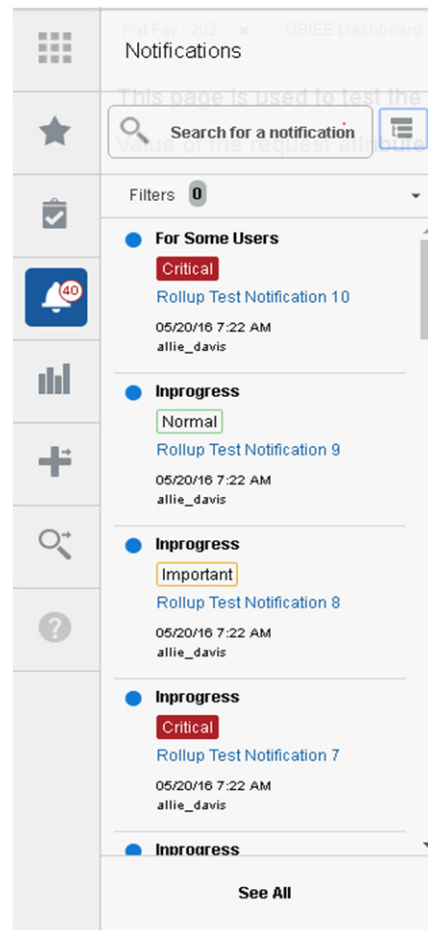 Pat Fay : 202 × OBIEE Dashboard
Notifications
This page is used to test the
Search for a notification
Value of the request attribute
Filters 0
For Some Users
Critical
Rollup Test Notification 10
05/20/16 7:22 AM
allie_davis
40
Inprogress
Normal
Rollup Test Notification 9
05/20/16 7:22 AM
allie_davis
Inprogress
Important
Rollup Test Notification 8
05/20/16 7:22 AM
allie_davis
Inprogress
Critical
Rollup Test Notification 7
05/20/16 7:22 AM
allie_davis
Inprogress
See All